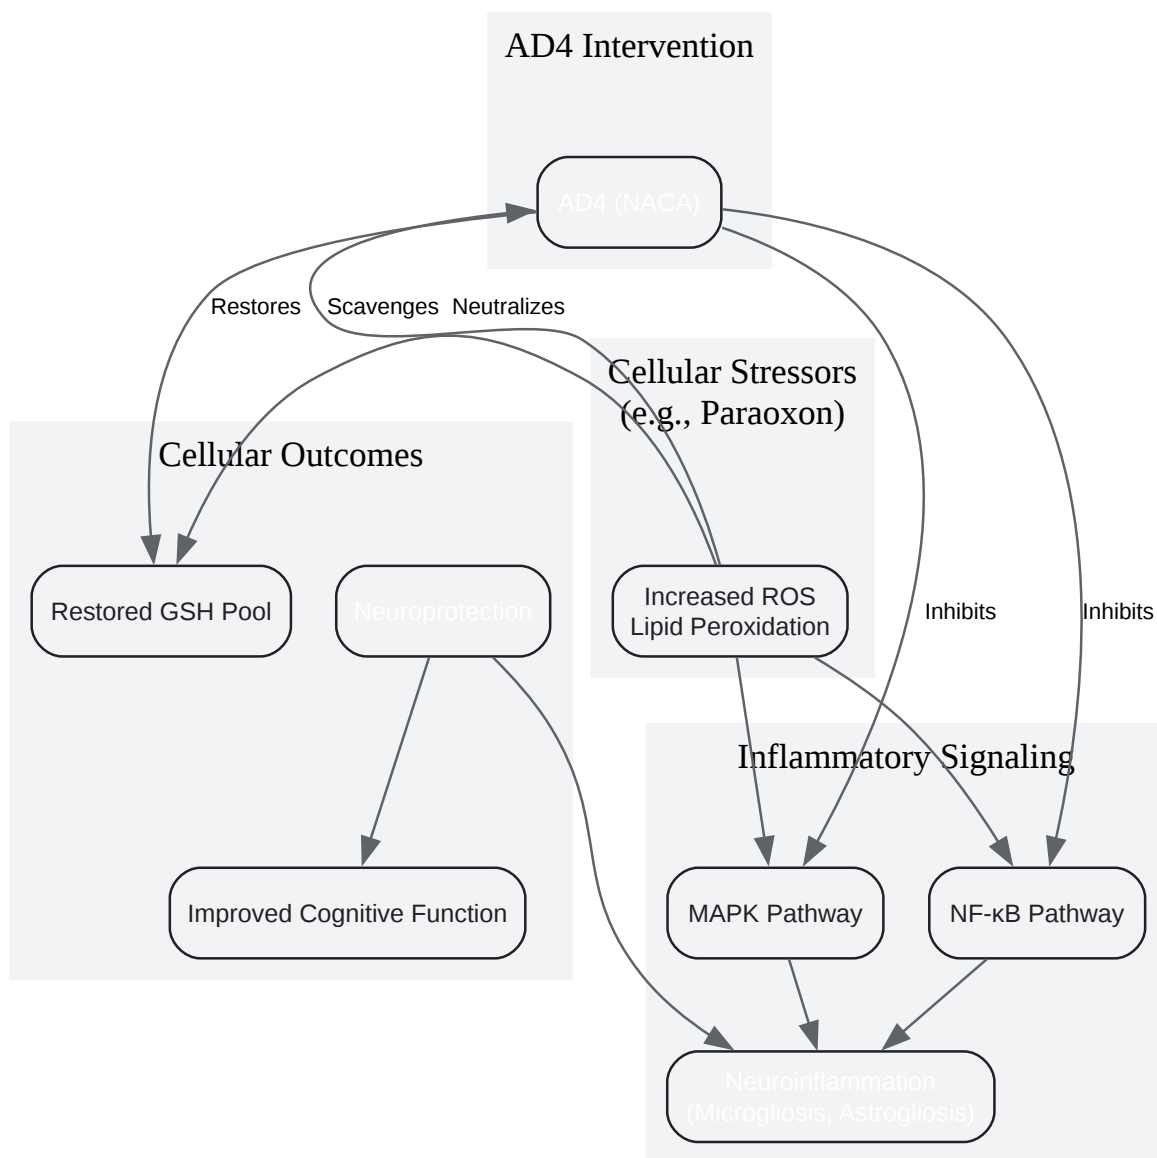 AD4 Intervention
AD4 (NACA)
Restores
Scavenges
Neutralizes
Cellular Stressors
(e.g., Paraoxon)
Cellular Outcomes
Restored GSH Pool
Neuroprotection
Increased ROS
Lipid Peroxidation
Inhibits
Inhibits
Inflammatory Signaling
Improved Cognitive Function
MAPK Pathway
NF-κB Pathway
Neuroinflammation
(Microgliosis, Astrogliosis)